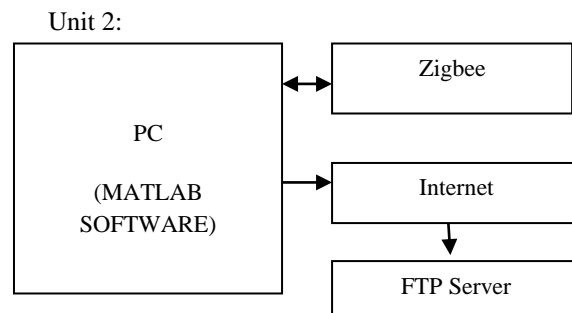 Unit 2:
Zigbee
PC
(MATLAB
SOFTWARE)
Internet
FTP Server